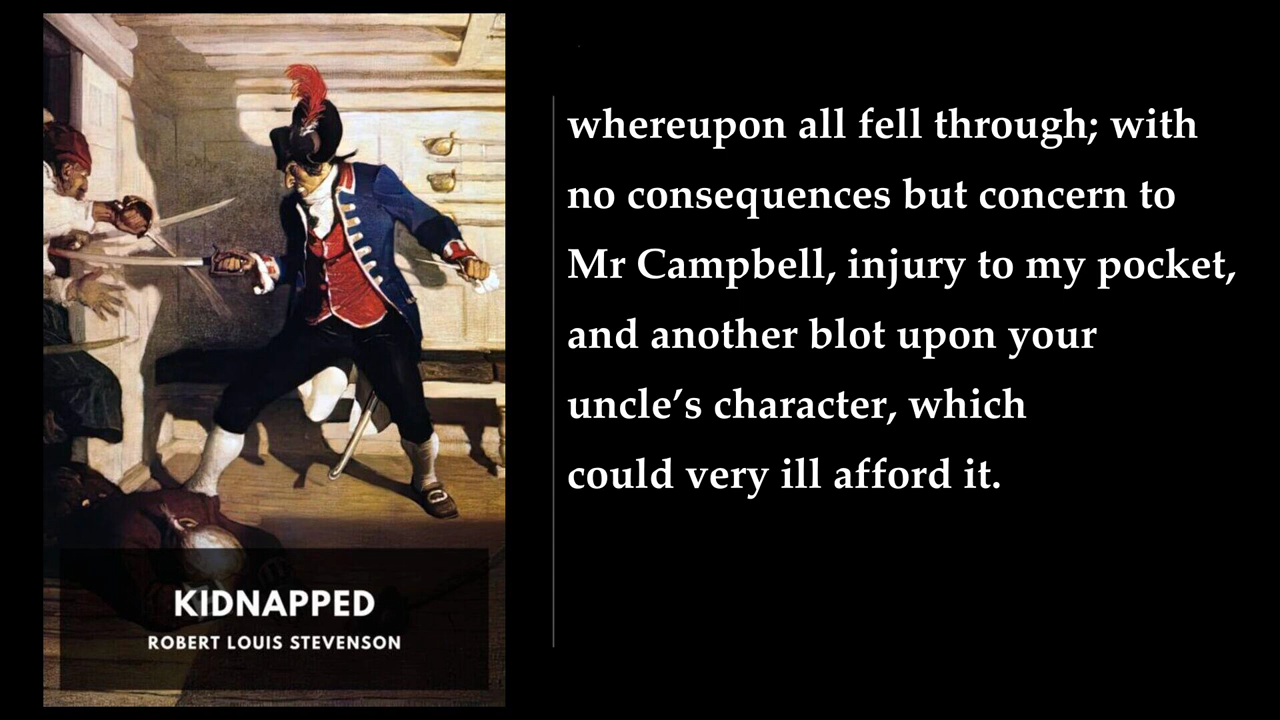 KIDNAPPED
ROBERT LOUIS STEVENSON
whereupon all fell through; with
no consequences but concern to
Mr Campbell, injury to my pocket,
and another blot upon your
uncle’s character, which
could very ill afford it.